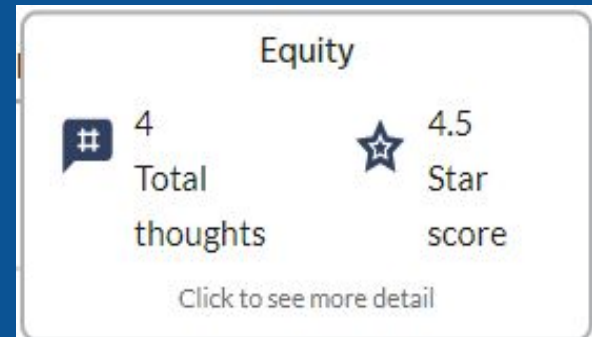 Equity
4
Total
thoughts
4.5
Star
score
Click to see more detail